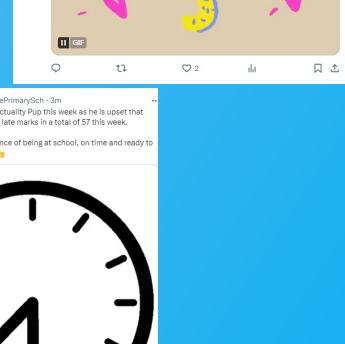 GIF
2
ePrimarySch · 3m
ctuality Pup this week as he is upset that
late marks in a total of 57 this week.
nce of being at school, on time and ready to